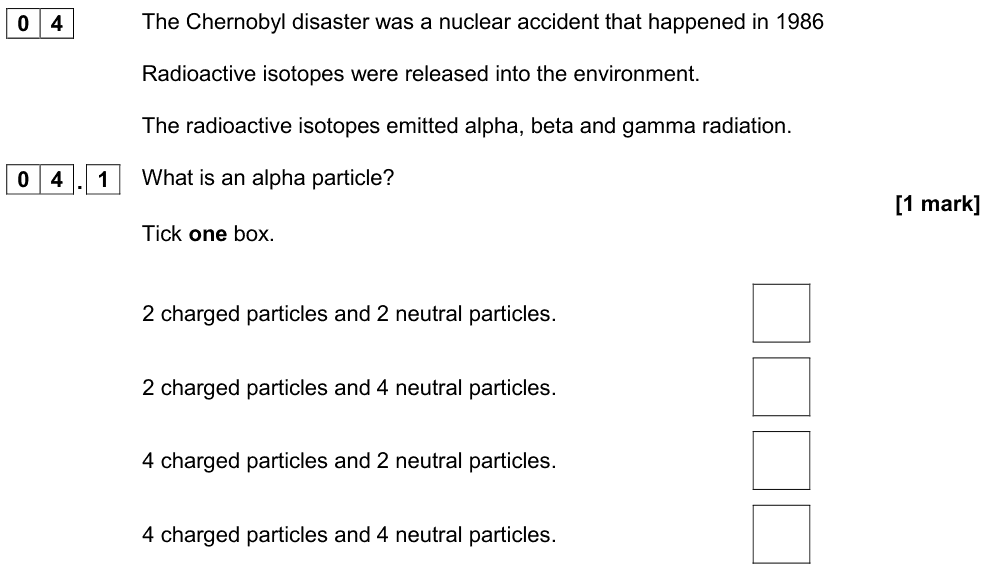 0 4 The Chernobyl disaster was a nuclear accident that happened in 1986
Radioactive isotopes were released into the environment.
The radioactive isotopes emitted alpha, beta and gamma radiation.
0 4 . 1 What is an alpha particle?
[1 mark]
Tick one box.
2 charged particles and 2 neutral particles.
2 charged particles and 4 neutral particles.
4 charged particles and 2 neutral particles.
4 charged particles and 4 neutral particles.